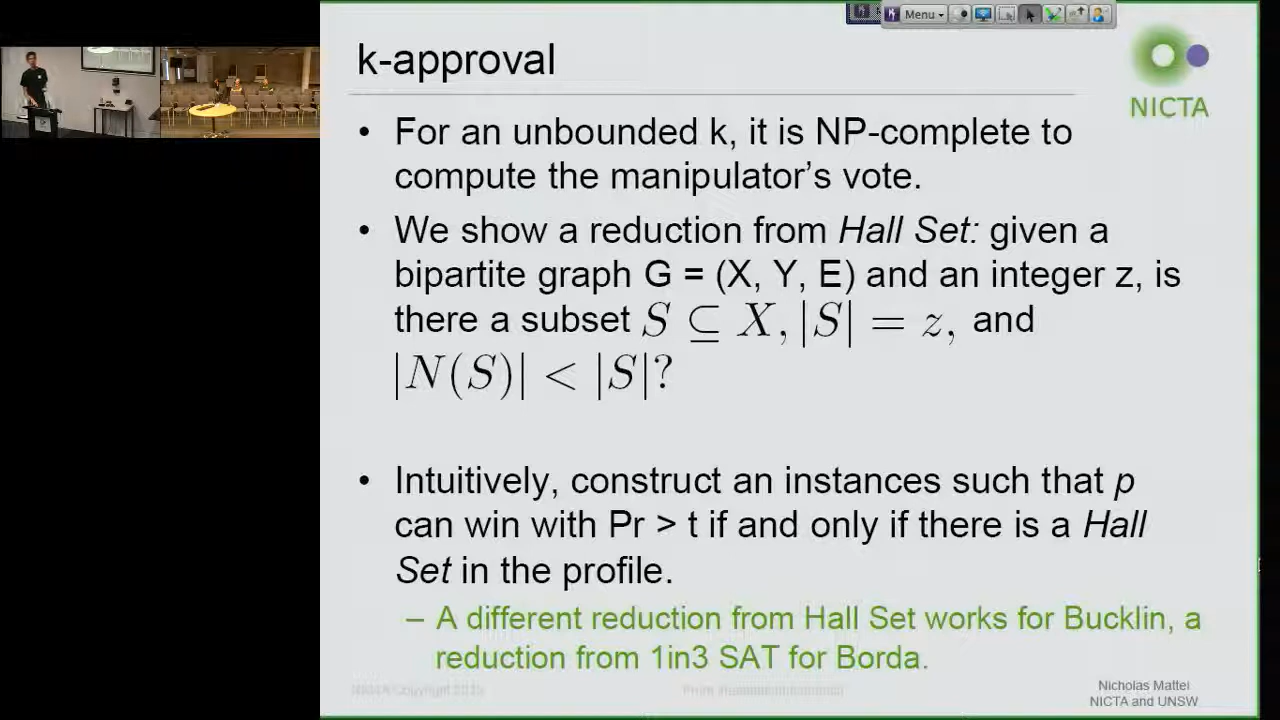 Menu
k-approval
NICTA
• For an unbounded k, it is NP-complete to
compute the manipulator's vote.
• We show a reduction from Hall Set: given a
bipartite graph G = (X, Y, E) and an integer z, is
there a subset S ⊆ X, |S| = z, and
|N(S)| < |S|?
• Intuitively, construct an instances such that p
can win with Pr > t if and only if there is a Hall
Set in the profile.
– A different reduction from Hall Set works for Bucklin, a
reduction from 1in3 SAT for Borda.
NICTA Copyright
Nicholas Mattei
NICTA and UNSW